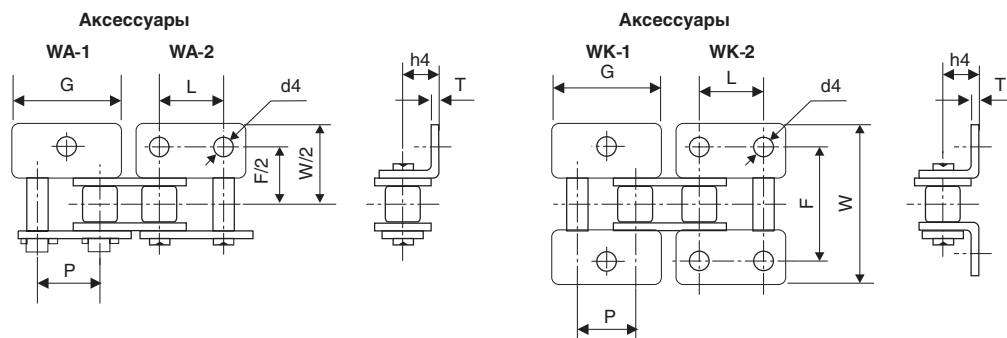 Аксессуары
WA-1 WA-2
G
L
d4
F/2
W/2
P
h4
T
Аксессуары
WK-1 WK-2
G
L
d4
F
W
P
h4
T